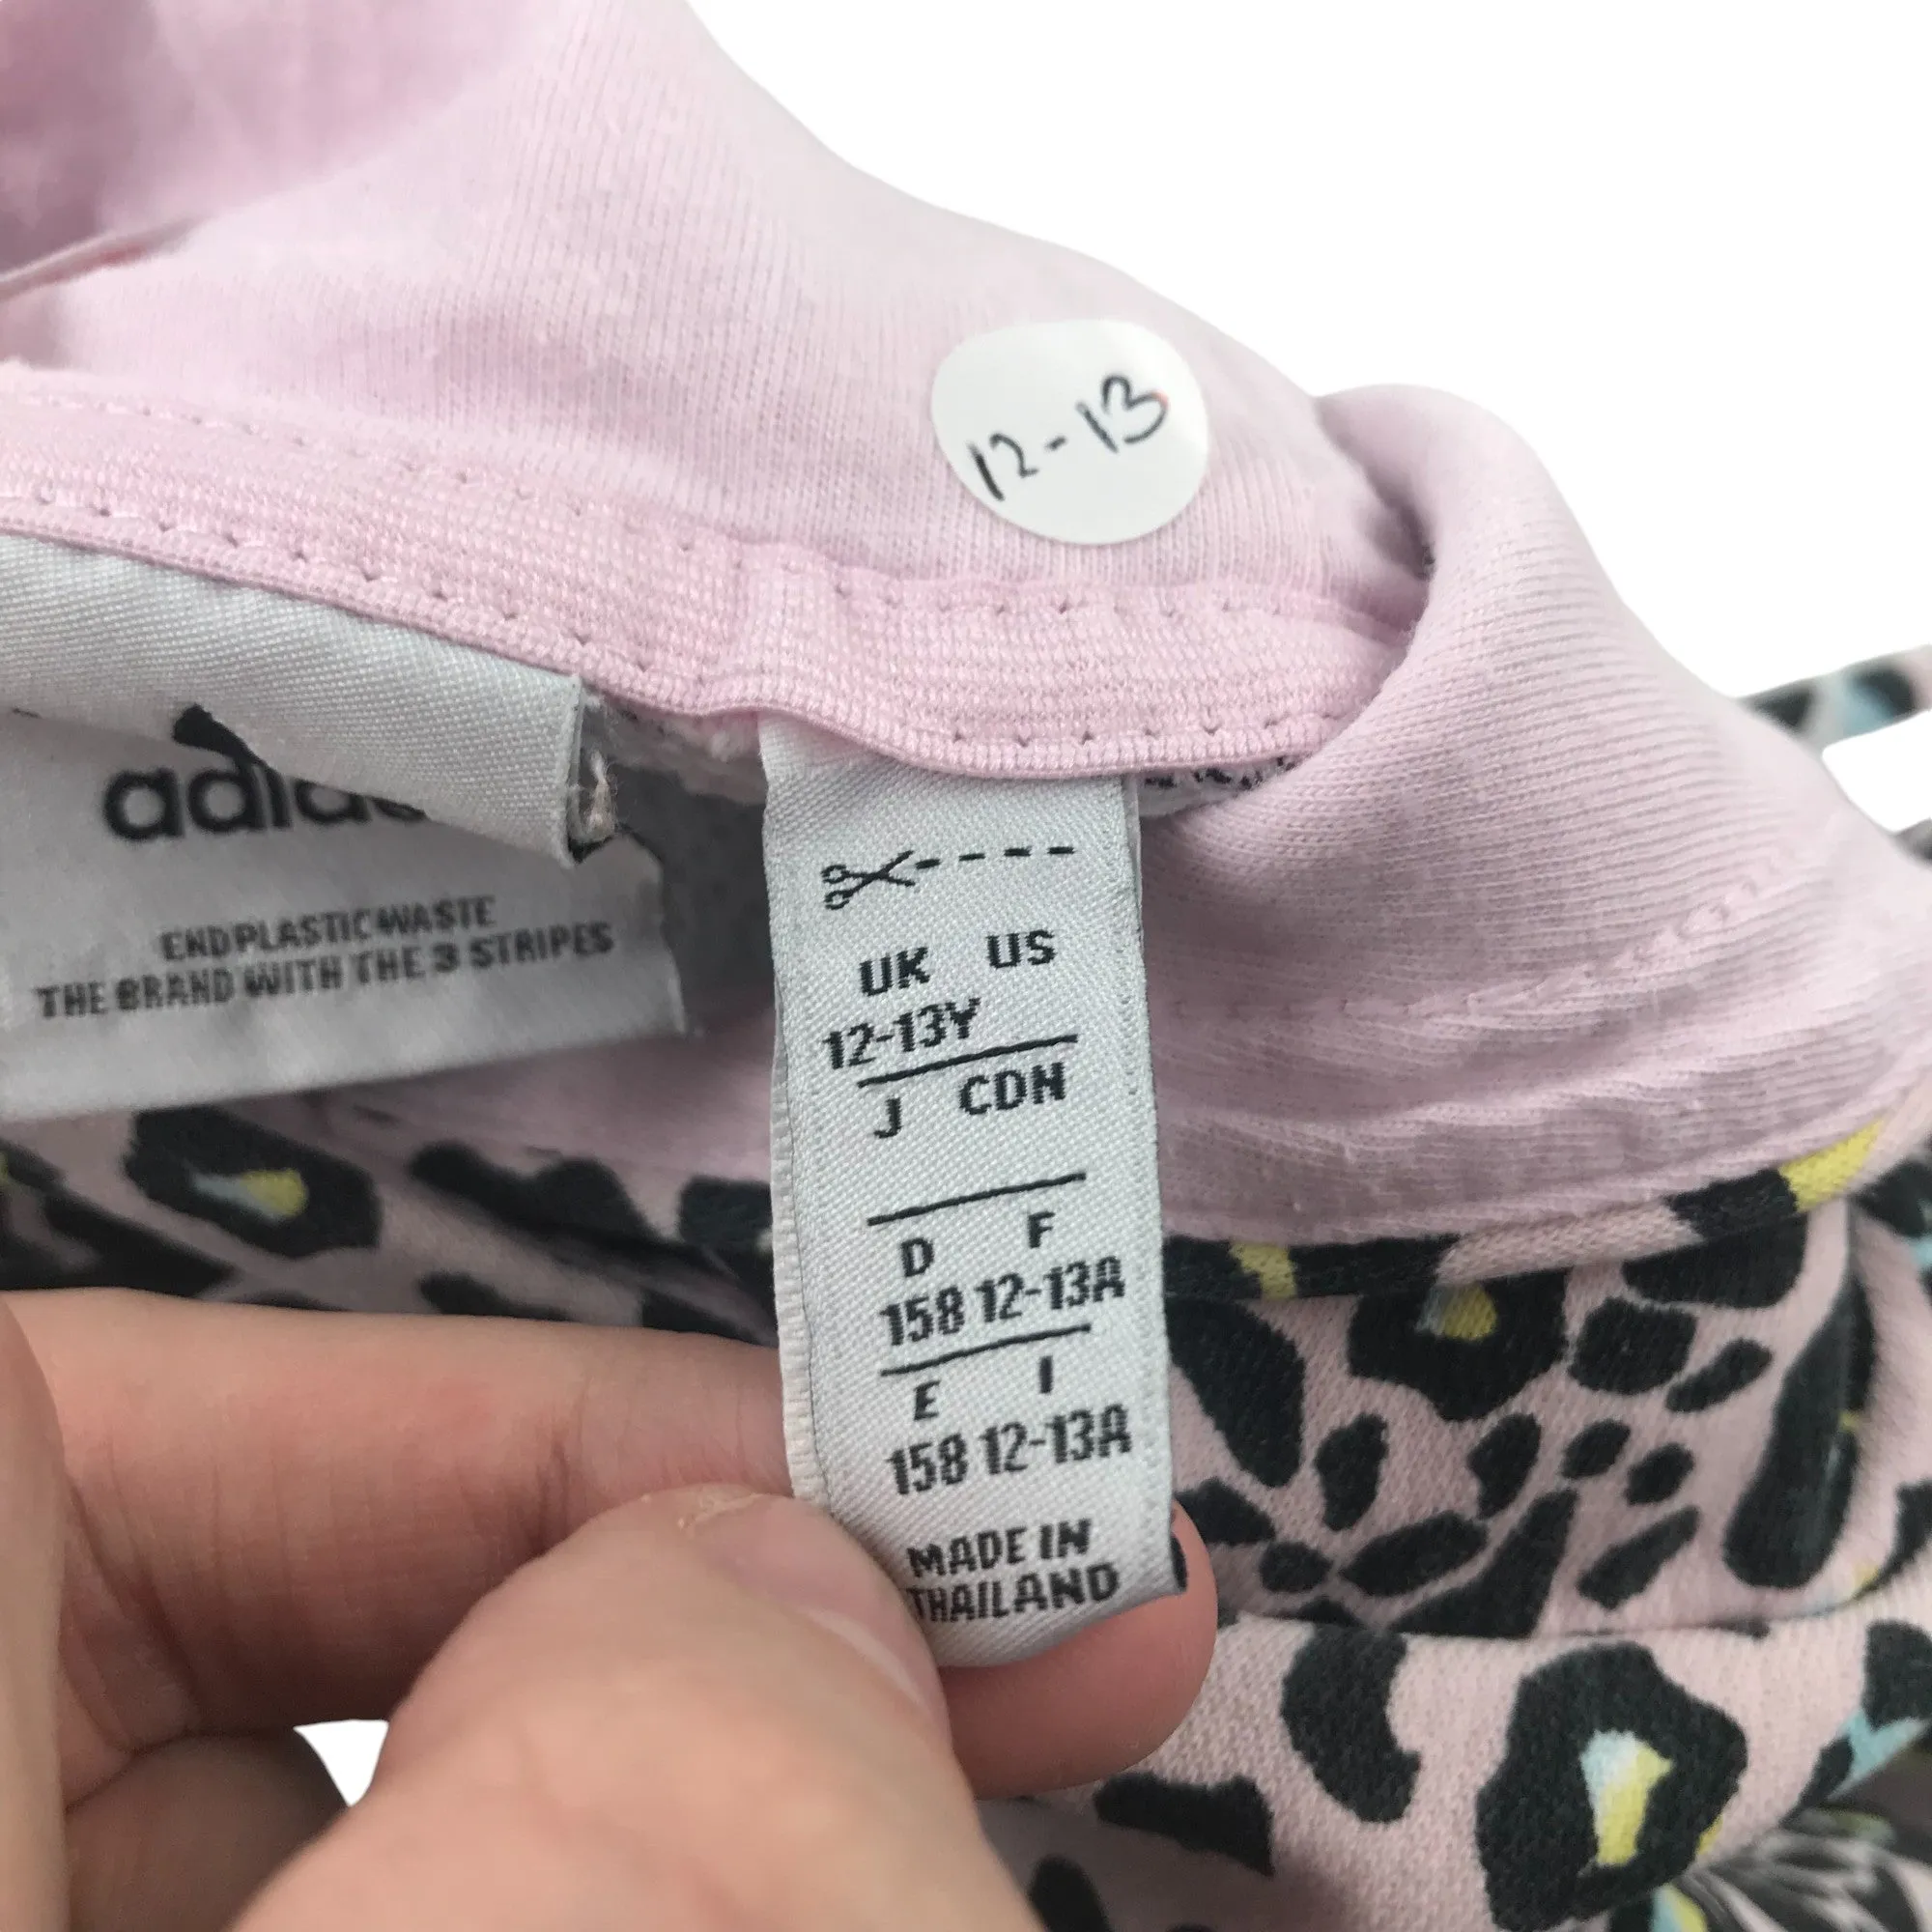 12-13
adidas
END PLASTIC WASTE
THE BRAND WITH THE 3 STRIPES
UK US
12-13Y
J CDN
D F
158 12-13A
E I
158 12-13A
MADE IN
THAILAND